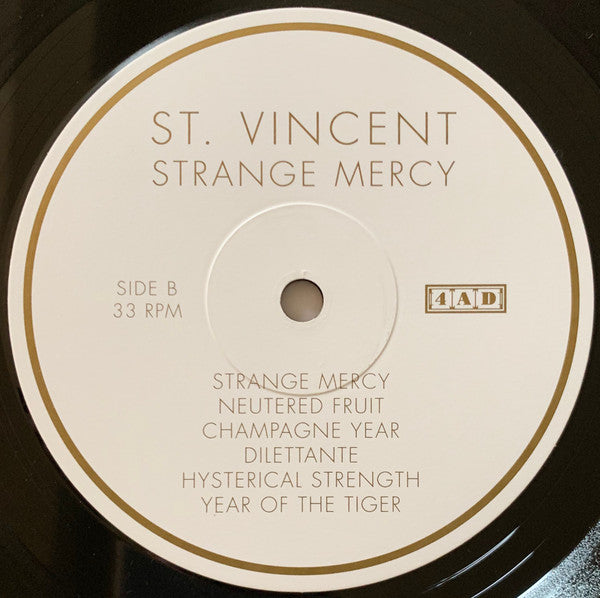 ST. VINCENT
STRANGE MERCY
SIDE B
33 RPM
4AD
STRANGE MERCY
NEUTERED FRUIT
CHAMPAGNE YEAR
DILETTANTE
HYSTERICAL STRENGTH
YEAR OF THE TIGER